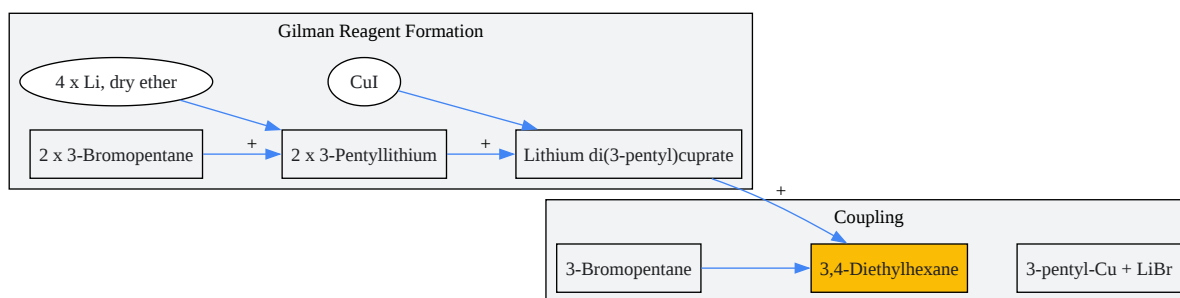 Gilman Reagent Formation
4 x Li, dry ether
CuI
2 x 3-Bromopentane
+
2 x 3-Pentyllithium
+
Lithium di(3-pentyl)cuprate
+
Coupling
3-Bromopentane
3,4-Diethylhexane
3-pentyl-Cu + LiBr